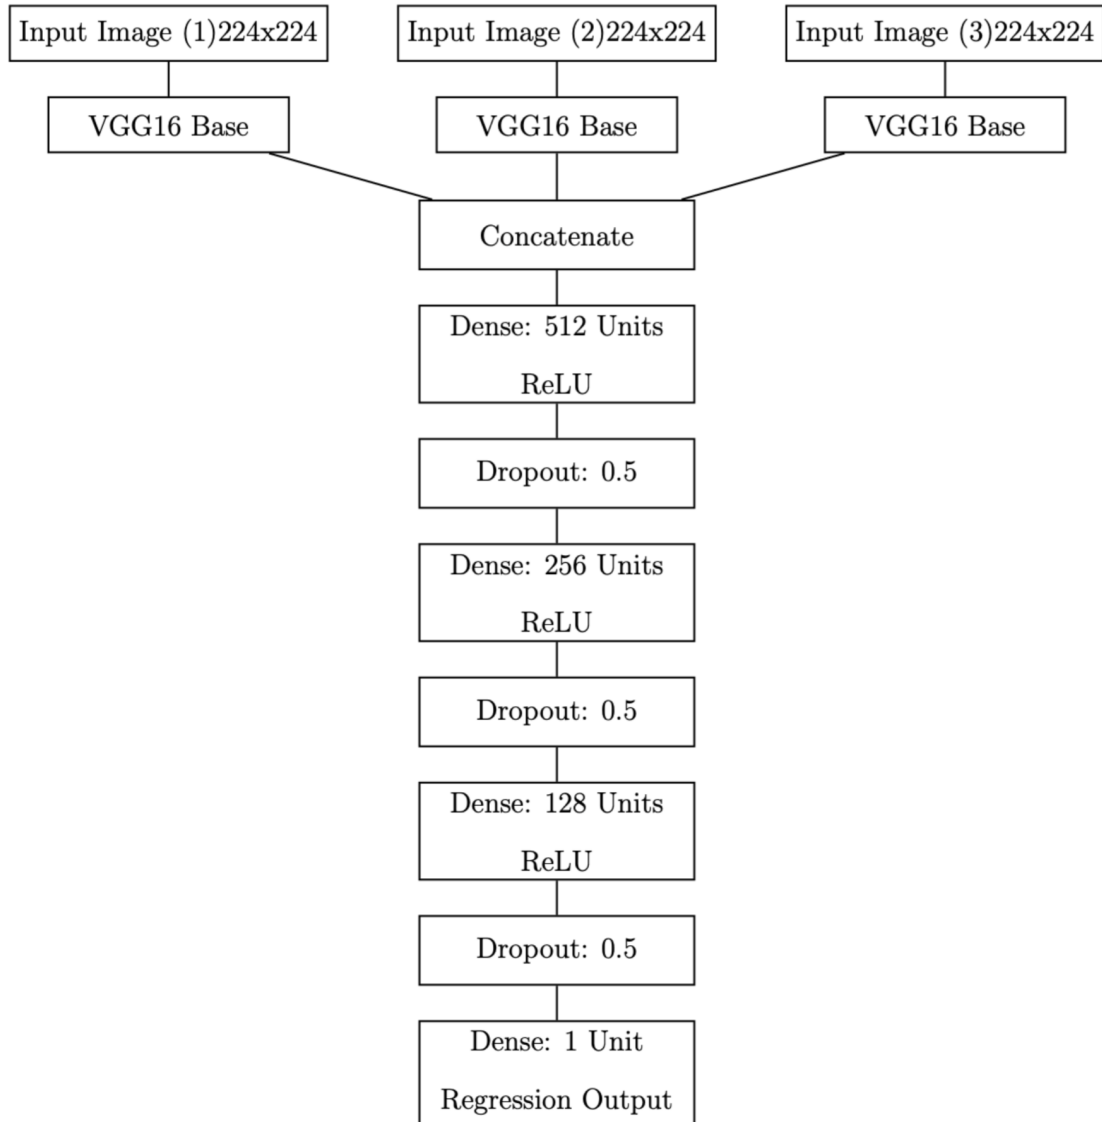 Input Image (1)224x224
Input Image (2)224x224
Input Image (3)224x224
VGG16 Base
VGG16 Base
VGG16 Base
Concatenate
Dense: 512 Units
ReLU
Dropout: 0.5
Dense: 256 Units
ReLU
Dropout: 0.5
Dense: 128 Units
ReLU
Dropout: 0.5
Dense: 1 Unit
Regression Output